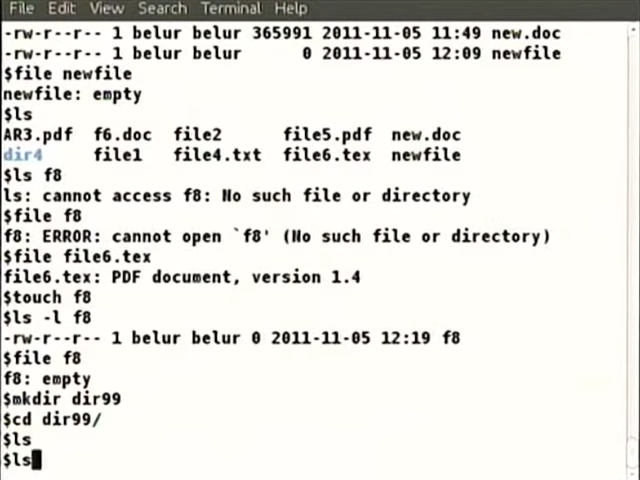 File Edit View Search Terminal Help
-rw-r--r-- 1 belur belur 365991 2011-11-05 11:49 new.doc
-rw-r--r-- 1 belur belur      0 2011-11-05 12:09 newfile
$file newfile
newfile: empty
$ls
AR3.pdf  f6.doc  file2      file5.pdf  new.doc
dir4     file1   file4.txt  file6.tex  newfile
$ls f8
ls: cannot access f8: No such file or directory
$file f8
f8: ERROR: cannot open `f8' (No such file or directory)
$file file6.tex
file6.tex: PDF document, version 1.4
$touch f8
$ls -l f8
-rw-r--r-- 1 belur belur 0 2011-11-05 12:19 f8
$file f8
f8: empty
$mkdir dir99
$cd dir99/
$ls
$ls